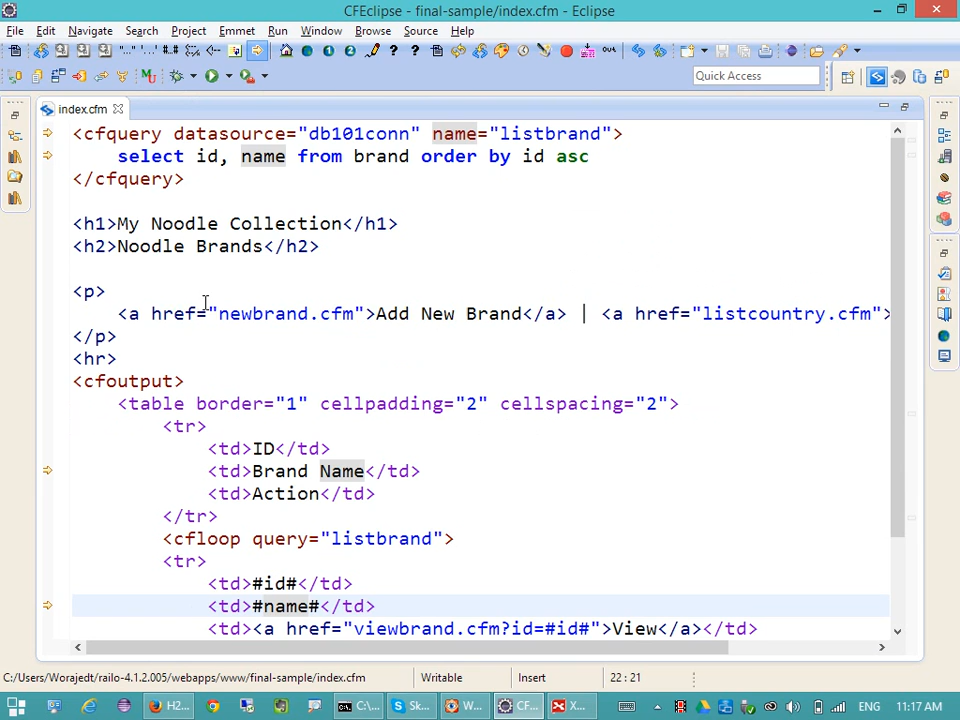 CFEclipse - final-sample/index.cfm - Eclipse
File Edit Navigate Search Project Emmet Run Window Browse Source Help
Quick Access
index.cfm
<cfquery datasource="db101conn" name="listbrand">
select id, name from brand order by id asc
</cfquery>
<h1>My Noodle Collection</h1>
<h2>Noodle Brands</h2>
<p>
<a href="newbrand.cfm">Add New Brand</a> | <a href="listcountry.cfm">
</p>
<hr>
<cfoutput>
<table border="1" cellpadding="2" cellspacing="2">
<tr>
<td>ID</td>
<td>Brand Name</td>
<td>Action</td>
</tr>
<cfloop query="listbrand">
<tr>
<td>#id#</td>
<td>#name#</td>
<td><a href="viewbrand.cfm?id=#id#">View</a></td>
C:/Users/Worajedt/railo-4.1.2.005/webapps/www/final-sample/index.cfm Writable Insert 22 : 21
H2... C:\... Sk... W... CF... X... ENG 11:17 AM